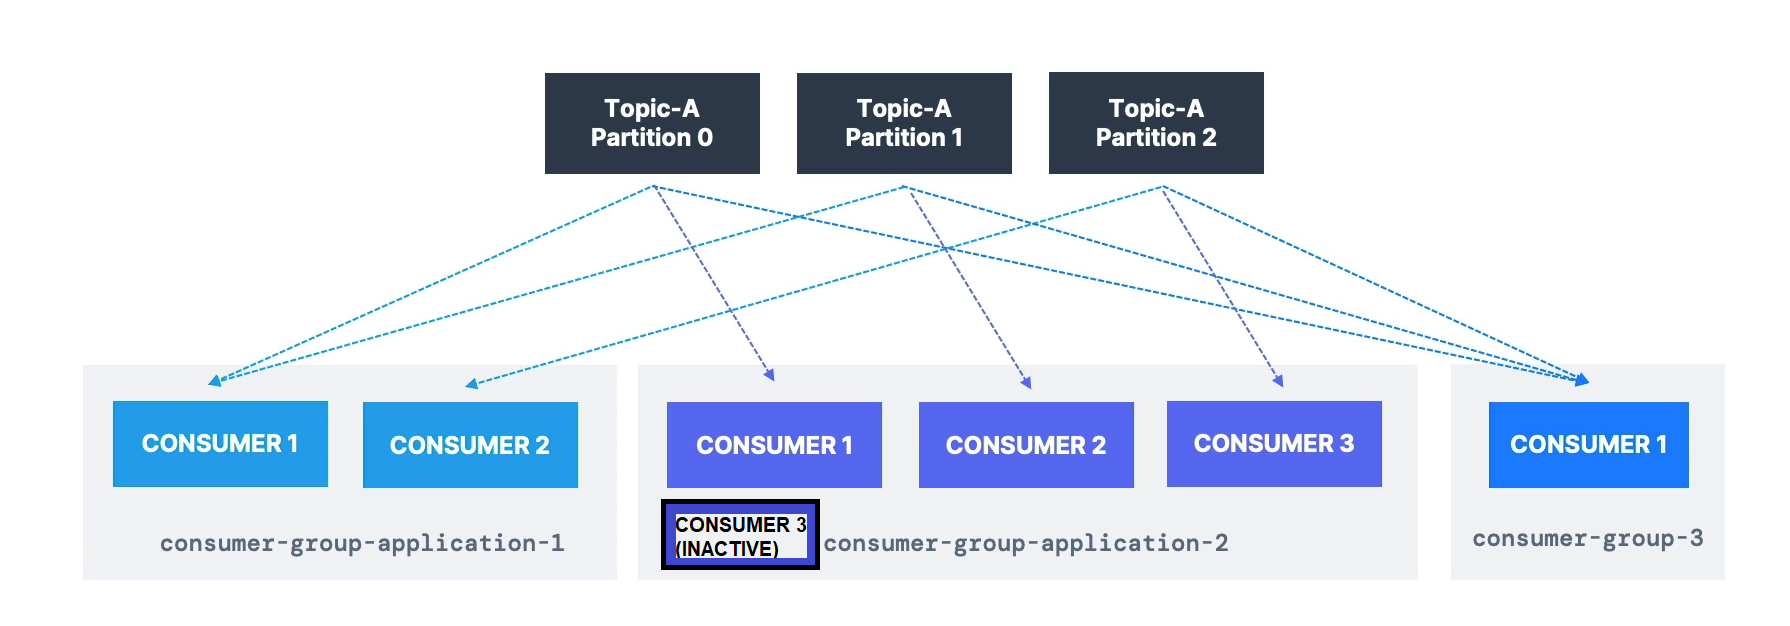 Topic-A
Partition 0
Topic-A
Partition 1
Topic-A
Partition 2
CONSUMER 1
CONSUMER 2
CONSUMER 1
CONSUMER 2
CONSUMER 3
CONSUMER 1
CONSUMER 3
(INACTIVE)
consumer-group-application-1
consumer-group-application-2
consumer-group-3